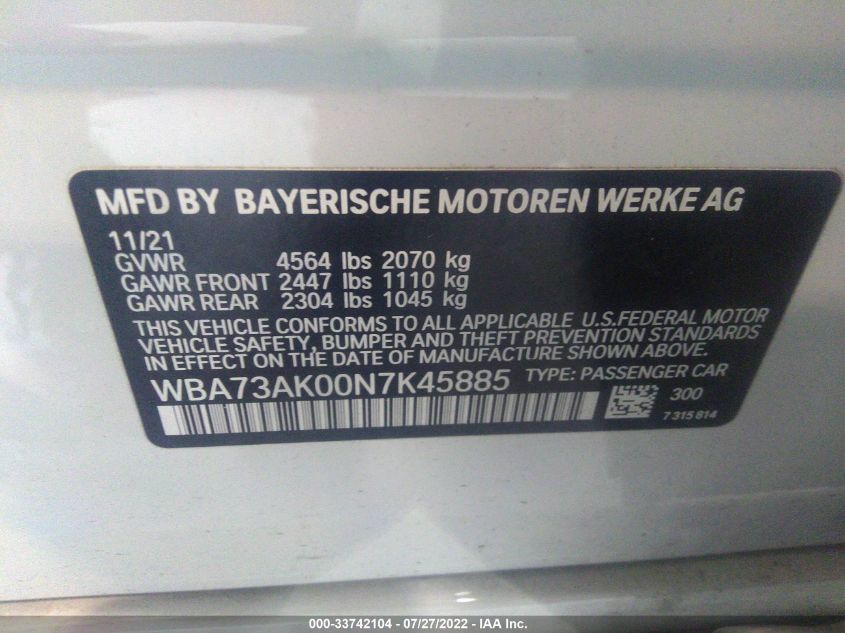 MFD BY BAYERISCHE MOTOREN WERKE AG
11/21
GVWR 4564 lbs 2070 kg
GAWR FRONT 2447 lbs 1110 kg
GAWR REAR 2304 lbs 1045 kg
THIS VEHICLE CONFORMS TO ALL APPLICABLE U.S.FEDERAL MOTOR
VEHICLE SAFETY, BUMPER AND THEFT PREVENTION STANDARDS
IN EFFECT ON THE DATE OF MANUFACTURE SHOWN ABOVE.
WBA73AK00N7K45885 TYPE: PASSENGER CAR
300
7 315 814
000-33742104 - 07/27/2022 - IAA Inc.